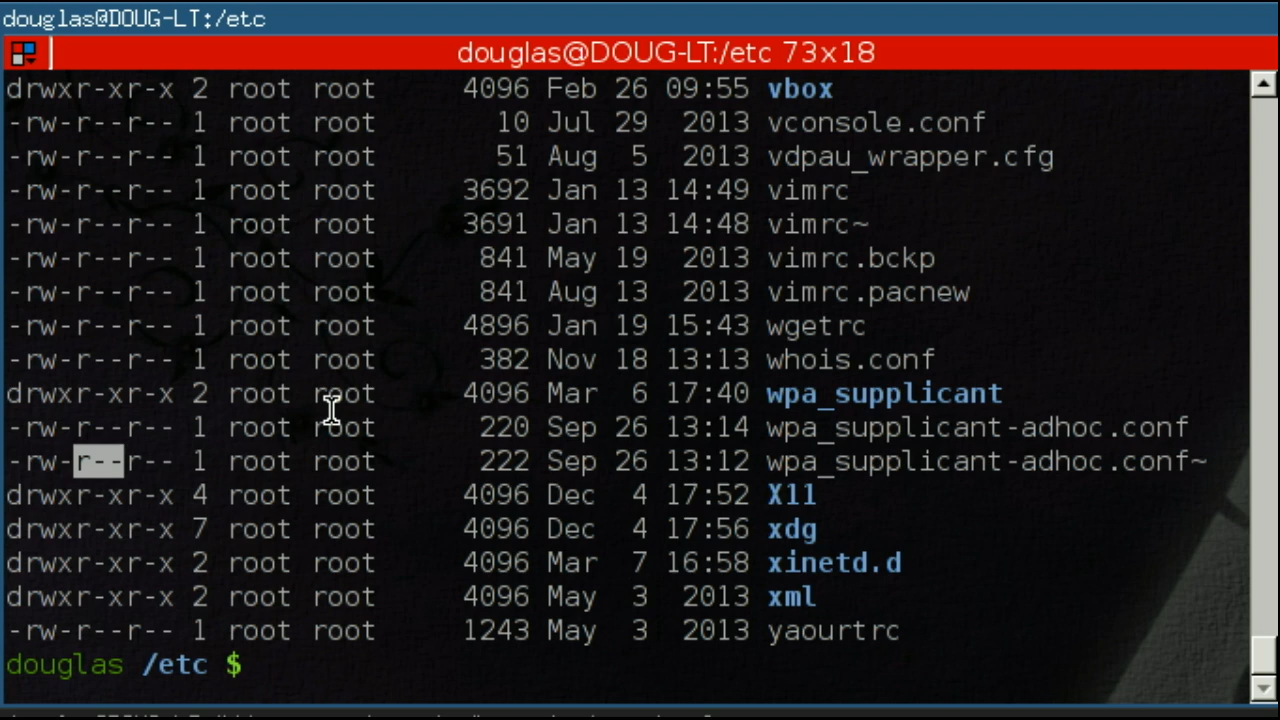 douglas@DOUG-LT:/etc
douglas@DOUG-LT:/etc 73x18
drwxr-xr-x 2 root root     4096 Feb 26 09:55 vbox
-rw-r--r-- 1 root root       10 Jul 29  2013 vconsole.conf
-rw-r--r-- 1 root root       51 Aug  5  2013 vdpau_wrapper.cfg
-rw-r--r-- 1 root root     3692 Jan 13 14:49 vimrc
-rw-r--r-- 1 root root     3691 Jan 13 14:48 vimrc~
-rw-r--r-- 1 root root      841 May 19  2013 vimrc.bckp
-rw-r--r-- 1 root root      841 Aug 13  2013 vimrc.pacnew
-rw-r--r-- 1 root root     4896 Jan 19 15:43 wgetrc
-rw-r--r-- 1 root root      382 Nov 18 13:13 whois.conf
drwxr-xr-x 2 root root     4096 Mar  6 17:40 wpa_supplicant
-rw-r--r-- 1 root root      220 Sep 26 13:14 wpa_supplicant-adhoc.conf
-rw-r--r-- 1 root root      222 Sep 26 13:12 wpa_supplicant-adhoc.conf~
drwxr-xr-x 4 root root     4096 Dec  4 17:52 X11
drwxr-xr-x 7 root root     4096 Dec  4 17:56 xdg
drwxr-xr-x 2 root root     4096 Mar  7 16:58 xinetd.d
drwxr-xr-x 2 root root     4096 May  3  2013 xml
-rw-r--r-- 1 root root     1243 May  3  2013 yaourtrc
douglas /etc $